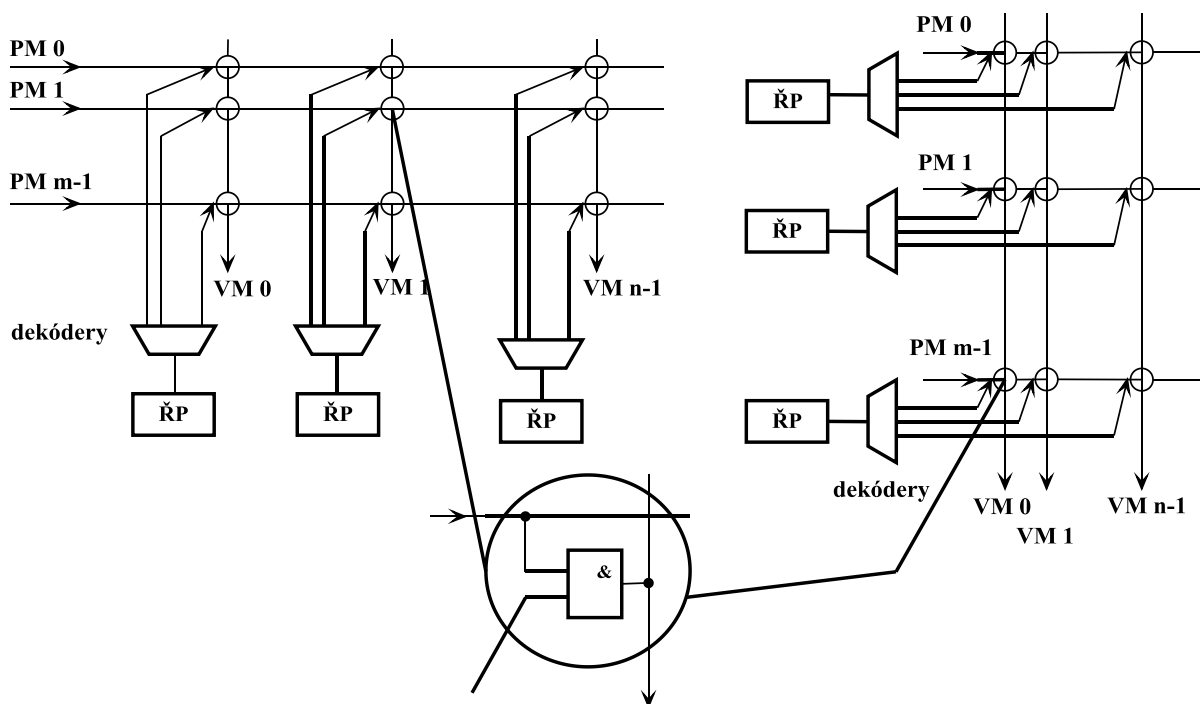 PM 0
PM 1
PM m-1
VM 0
VM 1
VM n-1
dekódery
ŘP
ŘP
ŘP
PM 0
ŘP
PM 1
ŘP
PM m-1
ŘP
dekódery
VM 0
VM 1
VM n-1
&